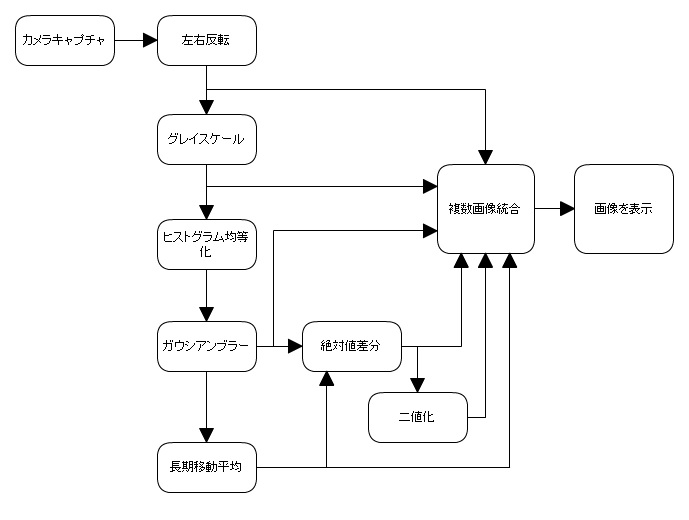 カメラキャプチャ
左右反転
グレイスケール
複数画像統合
画像を表示
ヒストグラム均等
化
ガウシアンブラー
絶対値差分
二値化
長期移動平均